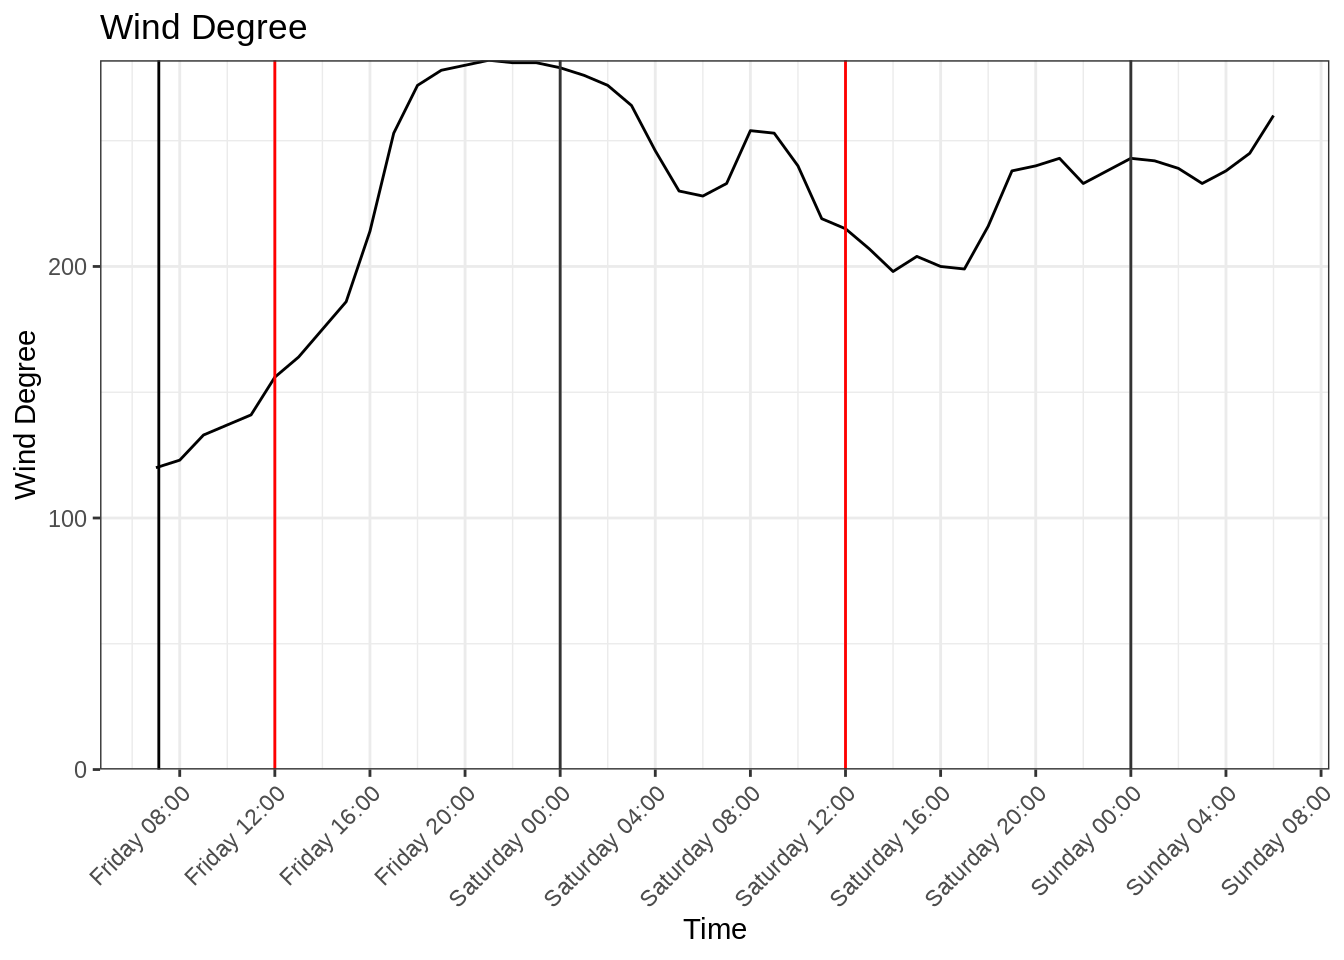 Wind Degree
Wind Degree
200
100
0
Friday 08:00
Friday 12:00
Friday 16:00
Friday 20:00
Saturday 00:00
Saturday 04:00
Saturday 08:00
Saturday 12:00
Saturday 16:00
Saturday 20:00
Sunday 00:00
Sunday 04:00
Sunday 08:00
Time